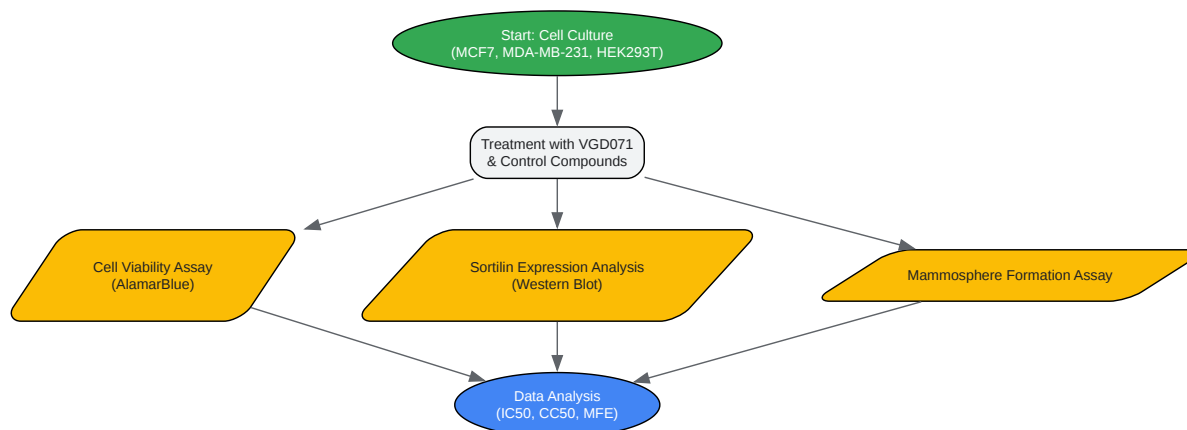 Start: Cell Culture
(MCF7, MDA-MB-231, HEK293T)
Treatment with VGD071
& Control Compounds
Cell Viability Assay
(AlamarBlue)
Sortilin Expression Analysis
(Western Blot)
Mammosphere Formation Assay
Data Analysis
(IC50, CC50, MFE)